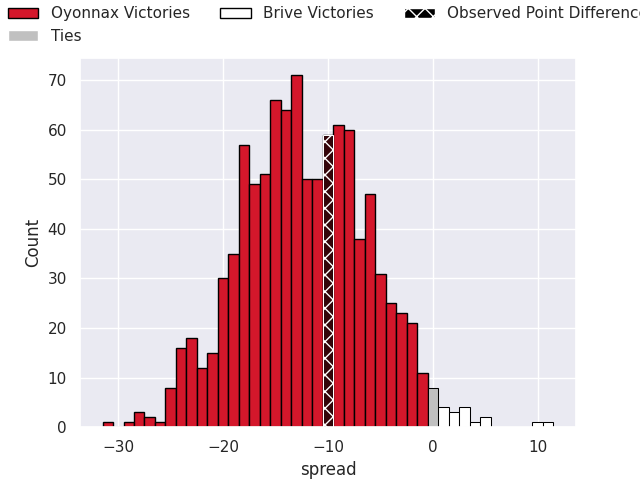 Oyonnax Victories
Brive Victories
Observed Point Difference
Ties
70
60
50
40
30
20
10
0
Count
−30
−20
−10
0
10
spread